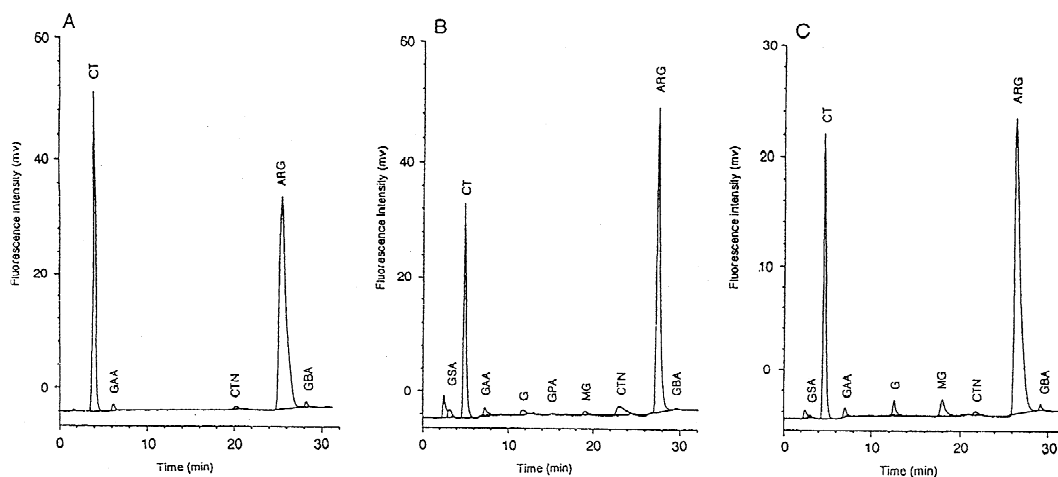 A
Fluorescence intensity (mv)
60
40
20
0
CT
GAA
CTN
ARG
GBA
0 10 20 30
Time (min)
B
Fluorescence intensity (mv)
60
40
20
0
GSA
CT
GAA
G
GPA
MG
CTN
ARG
GBA
0 10 20 30
Time (min)
C
Fluorescence intensity (mv)
30
20
10
0
GSA
CT
GAA
G
MG
CTN
ARG
GBA
0 10 20 30
Time (min)